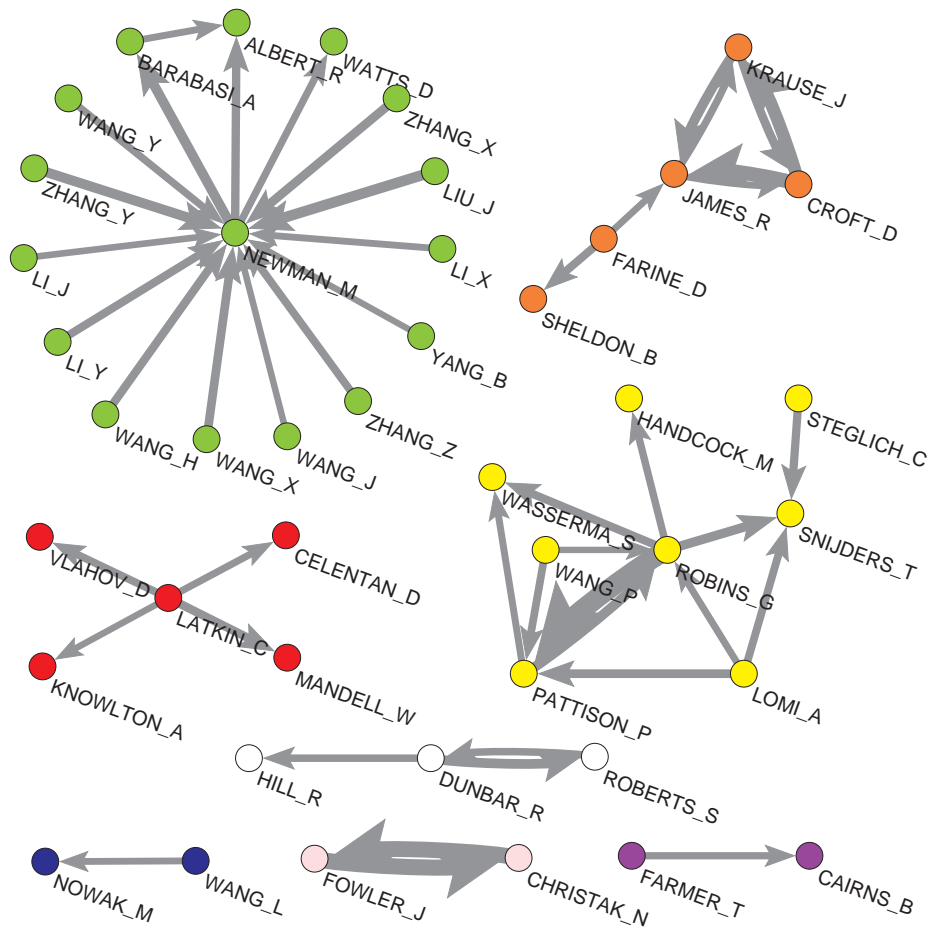 ALBERT_R
WATTS_D
BARABASI_A
KRAUSE_J
WANG_Y
ZHANG_X
ZHANG_Y
LIU_J
JAMES_R
CROFT_D
NEWMAN_M
LI_X
LI_J
FARINE_D
SHELDON_B
LI_Y
YANG_B
WANG_H
WANG_X
WANG_J
ZHANG_Z
HANDCOCK_M
STEGLICH_C
WASSERMA_S
SNIJDERS_T
VLAHOV_D
CELENTAN_D
WANG_P
ROBINS_G
LATKIN_C
KNOWLTON_A
MANDELL_W
PATTISON_P
LOMI_A
HILL_R
DUNBAR_R
ROBERTS_S
NOWAK_M
WANG_L
FOWLER_J
CHRISTAK_N
FARMER_T
CAIRNS_B